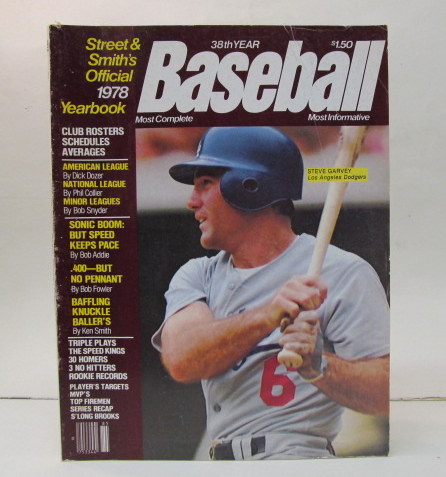 Street &
Smith's
Official
1978
Yearbook
38th YEAR
$1.50
Baseball
Most Complete
Most Informative
CLUB ROSTERS
SCHEDULES
AVERAGES
AMERICAN LEAGUE
By Dick Dozer
NATIONAL LEAGUE
By Phil Collier
MINOR LEAGUES
By Bob Snyder
SONIC BOOM:
BUT SPEED
KEEPS PACE
By Bob Addie
.400—BUT
NO PENNANT
By Bob Fowler
BAFFLING
KNUCKLE
BALLER'S
By Ken Smith
TRIPLE PLAYS
THE SPEED KINGS
30 HOMERS
3 NO HITTERS
ROOKIE RECORDS
PLAYER'S TARGETS
MVP'S
TOP FIREMEN
SERIES RECAP
S'LONG BROOKS
STEVE GARVEY
Los Angeles Dodgers
6